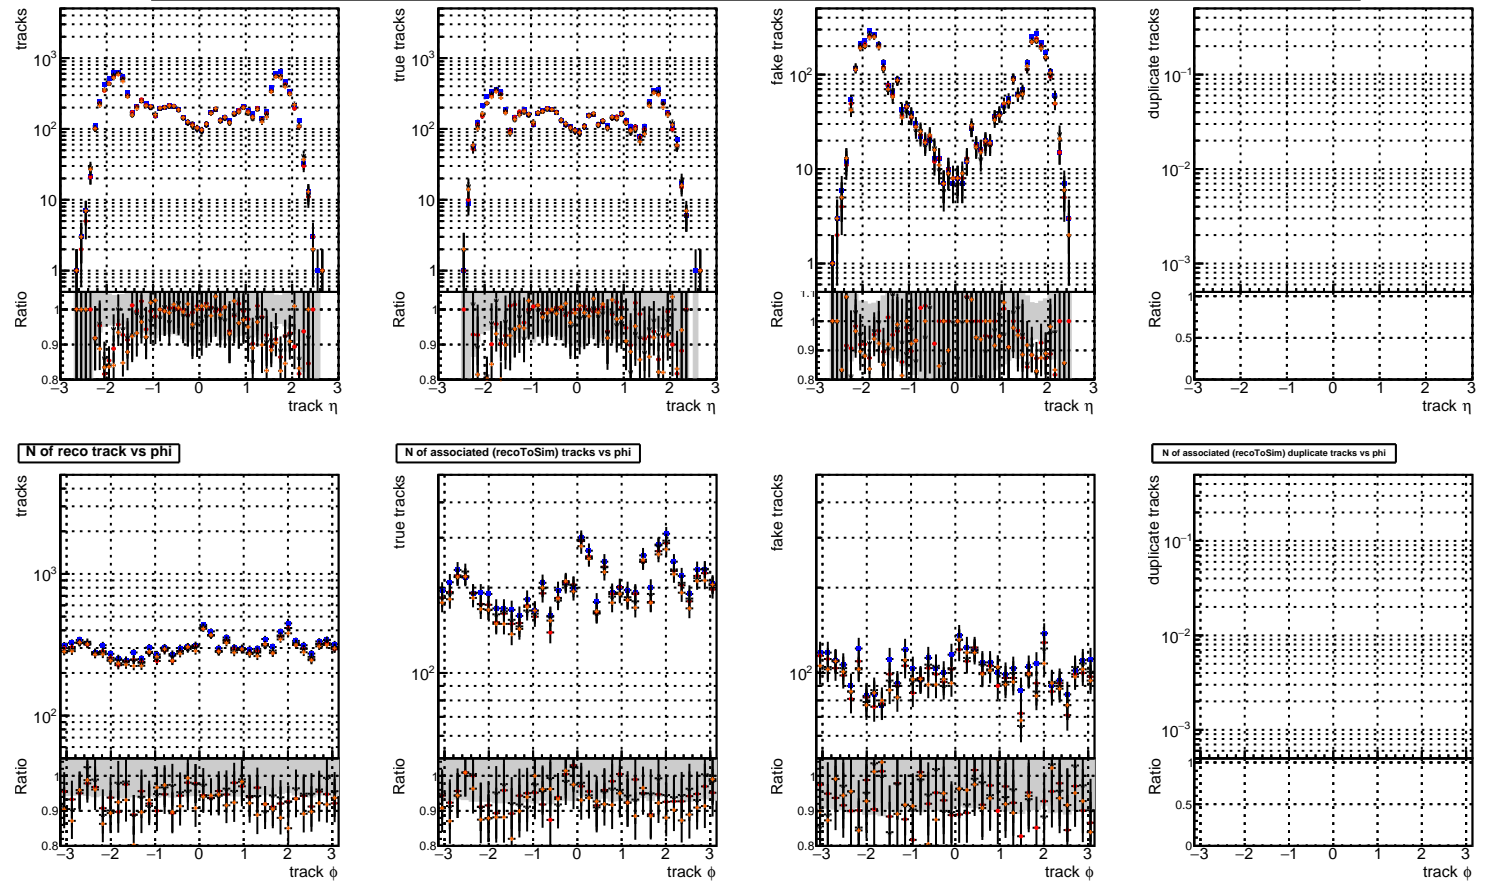 tracks
10³
10²
10
1
Ratio
1
0.9
0.8
−3 −2 −1 0 1 2 3
track η
true tracks
10³
10²
10
1
Ratio
1
0.9
0.8
−3 −2 −1 0 1 2 3
track η
fake tracks
10²
10
1
Ratio
1.1
1
0.9
0.8
−3 −2 −1 0 1 2 3
track η
duplicate tracks
10⁻¹
10⁻²
10⁻³
Ratio
1
0.5
0
−3 −2 −1 0 1 2 3
track η
N of reco track vs phi
tracks
10³
10²
Ratio
1
0.9
0.8
−3 −2 −1 0 1 2 3
track ϕ
N of associated (recoToSim) tracks vs phi
true tracks
10²
Ratio
1
0.9
0.8
−3 −2 −1 0 1 2 3
track ϕ
fake tracks
10²
Ratio
1
0.9
0.8
−3 −2 −1 0 1 2 3
track ϕ
N of associated (recoToSim) duplicate tracks vs phi
duplicate tracks
10⁻¹
10⁻²
10⁻³
Ratio
1
0.5
0
−3 −2 −1 0 1 2 3
track ϕ